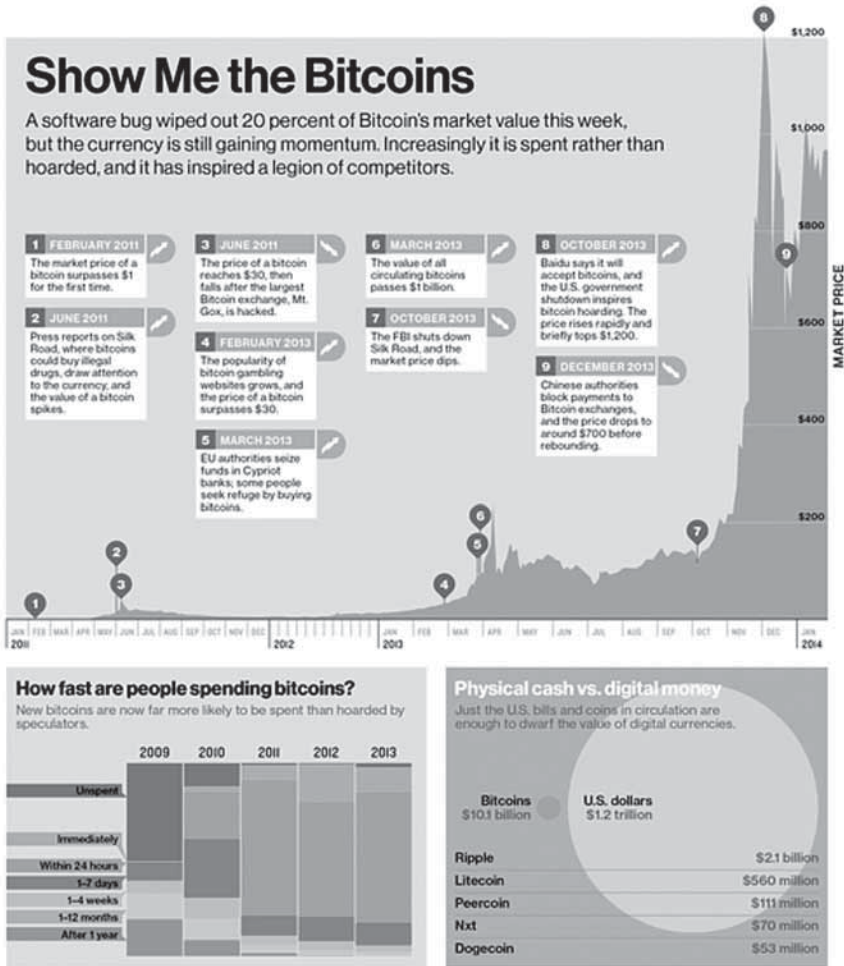 Show Me the Bitcoins
A software bug wiped out 20 percent of Bitcoin's market value this week,
but the currency is still gaining momentum. Increasingly it is spent rather than
hoarded, and it has inspired a legion of competitors.
1 FEBRUARY 2011
The market price of a
bitcoin surpasses $1
for the first time.
2 JUNE 2011
Press reports on Silk
Road, where bitcoins
could buy illegal
drugs, draw attention
to the currency, and
the value of a bitcoin
spikes.
3 JUNE 2011
The price of a bitcoin
reaches $30, then
falls after the largest
Bitcoin exchange, Mt.
Gox, is hacked.
4 FEBRUARY 2013
The popularity of
bitcoin gambling
websites grows, and
the price of a bitcoin
surpasses $30.
5 MARCH 2013
EU authorities seize
funds in Cypriot
banks; some people
seek refuge by buying
bitcoins.
6 MARCH 2013
The value of all
circulating bitcoins
passes $1 billion.
7 OCTOBER 2013
The FBI shuts down
Silk Road, and the
market price dips.
8 OCTOBER 2013
Baidu says it will
accept bitcoins, and
the U.S. government
shutdown inspires
bitcoin hoarding. The
price rises rapidly and
briefly tops $1,200.
9 DECEMBER 2013
Chinese authorities
block payments to
Bitcoin exchanges,
and the price drops to
around $700 before
rebounding.
8
$1,200
$1,000
$800
9
$600
$400
$200
MARKET PRICE
6
5
7
2
3
4
1
JAN FEB MAR APR MAY JUN JUL AUG SEP OCT NOV DEC JAN FEB MAR APR MAY JUN JUL AUG SEP OCT NOV DEC JAN
2011 2012 2013 2014
How fast are people spending bitcoins?
New bitcoins are now far more likely to be spent than hoarded by
speculators.
2009 2010 2011 2012 2013
Unspent
Immediately
Within 24 hours
1–7 days
1–4 weeks
1–12 months
After 1 year
Physical cash vs. digital money
Just the U.S. bills and coins in circulation are
enough to dwarf the value of digital currencies.
Bitcoins
$10.1 billion
U.S. dollars
$1.2 trillion
Ripple $2.1 billion
Litecoin $560 million
Peercoin $111 million
Nxt $70 million
Dogecoin $53 million